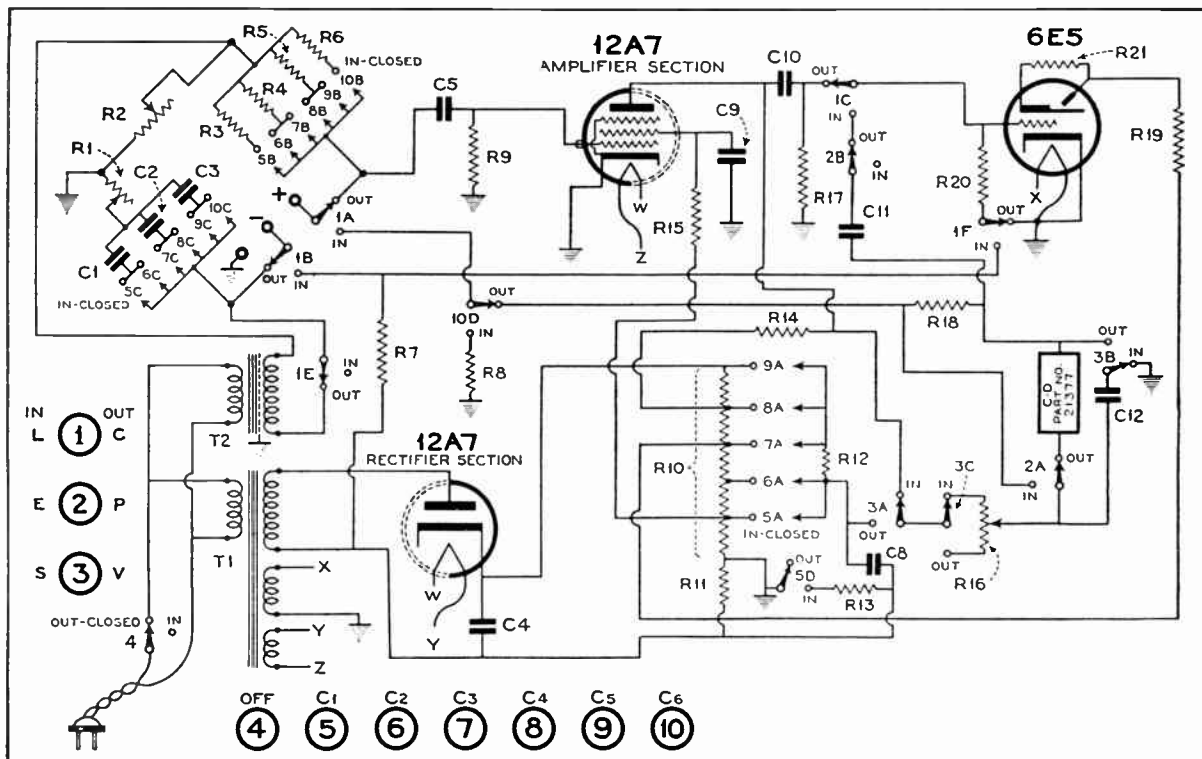 R5
R6
IN-CLOSED
10B
9B
8B
R4
7B
6B
R3
5B
R2
R1
C2
C3
10C
9C
8C
7C
6C
5C
C1
IN-CLOSED
+
OUT
1A
IN
−
1B
OUT
IN
C5
R9
12A7
AMPLIFIER SECTION
W
Z
R15
C9
C10
OUT
1C
IN
OUT
2B
IN
R17
C11
6E5
R21
R20
X
OUT
1F
IN
R19
R7
10D
OUT
IN
R8
R14
R18
1E
IN
OUT
T2
T1
12A7
RECTIFIER SECTION
W
Y
C4
X
Y
Z
R10
9A
8A
7A
6A
5A
IN-CLOSED
R12
R11
OUT
5D
IN
R13
C8
OUT
3A
IN
IN
3C
OUT
R16
C-D
PART NO.
21377
OUT
3B
IN
C12
OUT
2A
IN
IN OUT
L 1 C
E 2 P
S 3 V
OUT-CLOSED
4
IN
OFF C1 C2 C3 C4 C5 C6
4 5 6 7 8 9 10